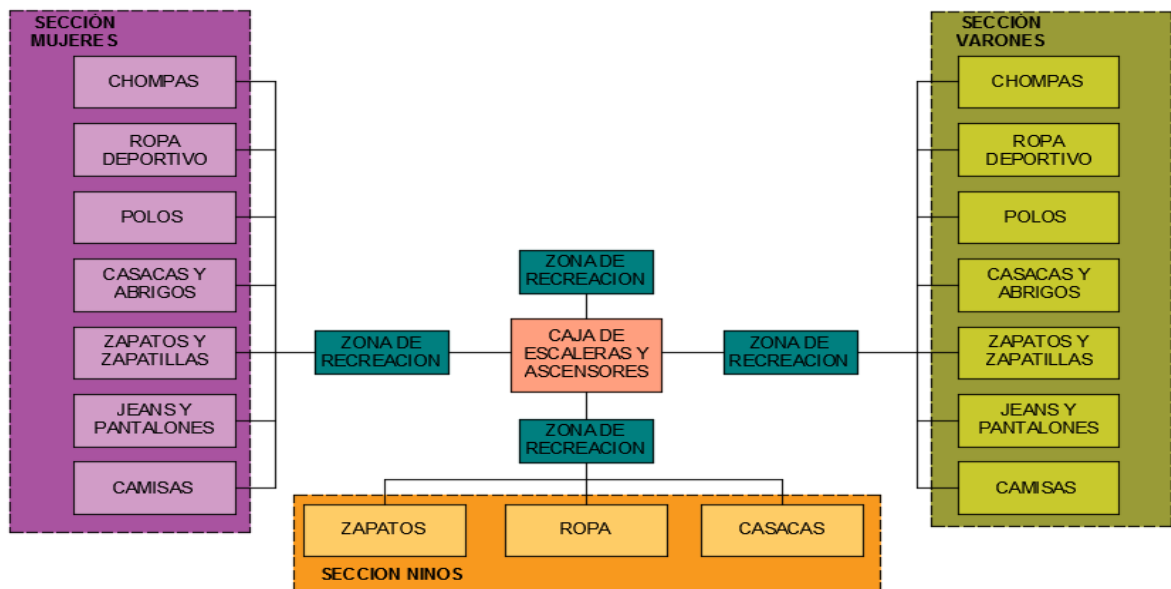 SECCIÓN
MUJERES
CHOMPAS
ROPA
DEPORTIVO
POLOS
CASACAS Y
ABRIGOS
ZAPATOS Y
ZAPATILLAS
JEANS Y
PANTALONES
CAMISAS
ZONA DE
RECREACION
ZONA DE
RECREACION
CAJA DE
ESCALERAS Y
ASCENSORES
ZONA DE
RECREACION
ZONA DE
RECREACION
SECCIÓN
VARONES
CHOMPAS
ROPA
DEPORTIVO
POLOS
CASACAS Y
ABRIGOS
ZAPATOS Y
ZAPATILLAS
JEANS Y
PANTALONES
CAMISAS
ZAPATOS
ROPA
CASACAS
SECCION NINOS